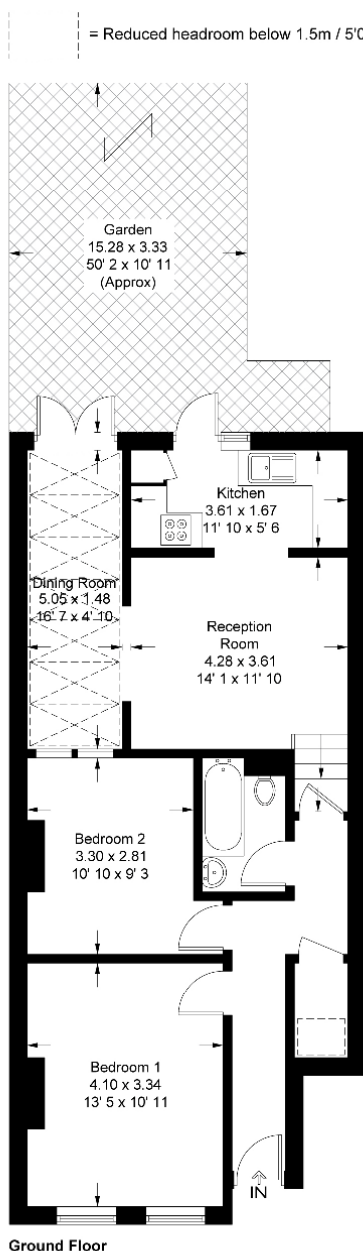 = Reduced headroom below 1.5m / 5'0
Garden
15.28 x 3.33
50' 2 x 10' 11
(Approx)
Kitchen
3.61 x 1.67
11' 10 x 5' 6
Dining Room
5.05 x 1.48
16' 7 x 4' 10
Reception
Room
4.28 x 3.61
14' 1 x 11' 10
Bedroom 2
3.30 x 2.81
10' 10 x 9' 3
Bedroom 1
4.10 x 3.34
13' 5 x 10' 11
IN
Ground Floor